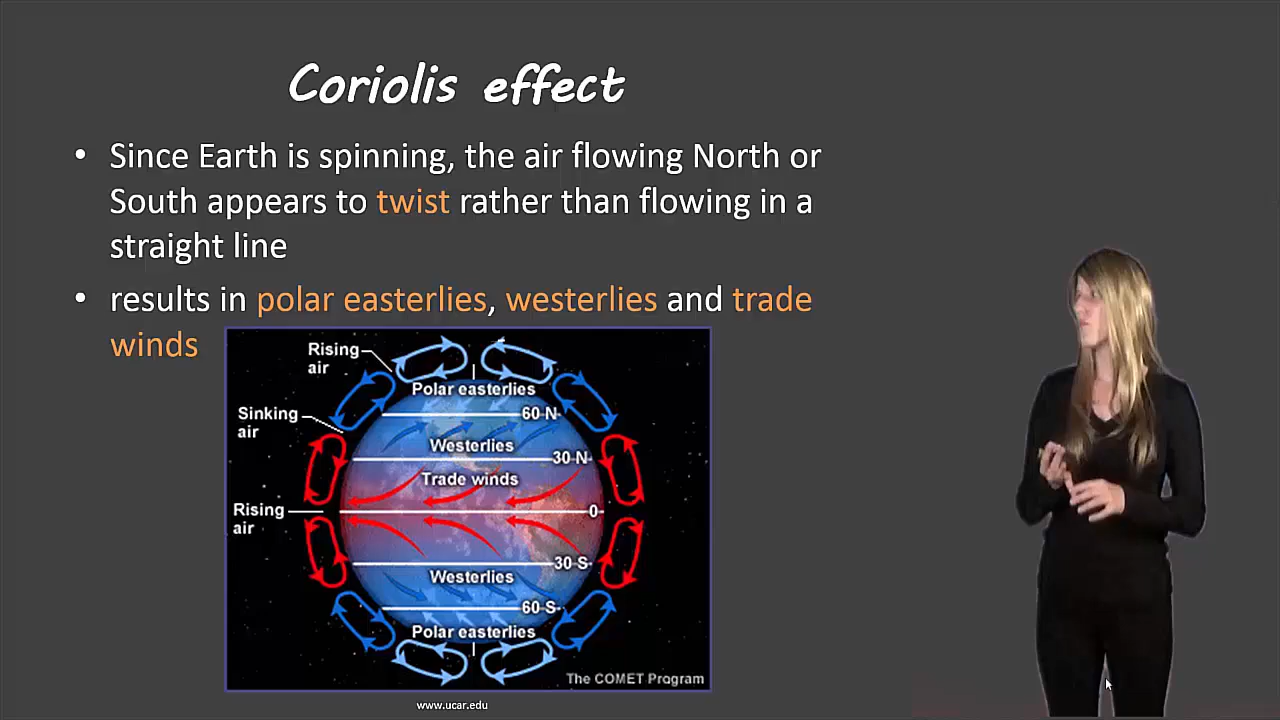 Coriolis effect
• Since Earth is spinning, the air flowing North or
South appears to twist rather than flowing in a
straight line
• results in polar easterlies, westerlies and trade
winds
Rising
air
Polar easterlies
Sinking
air
60 N
Westerlies
30 N
Trade winds
Rising
air
0
30 S
Westerlies
60 S
Polar easterlies
The COMET Program
www.ucar.edu